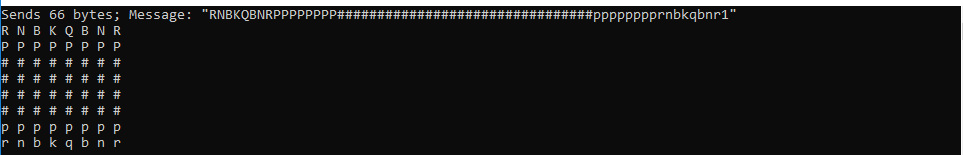 Sends 66 bytes; Message: "RNBKQBNRPPPPPPPP################################pppppppprnbkqbnr1"
R N B K Q B N R
P P P P P P P P
# # # # # # # #
# # # # # # # #
# # # # # # # #
# # # # # # # #
p p p p p p p p
r n b k q b n r